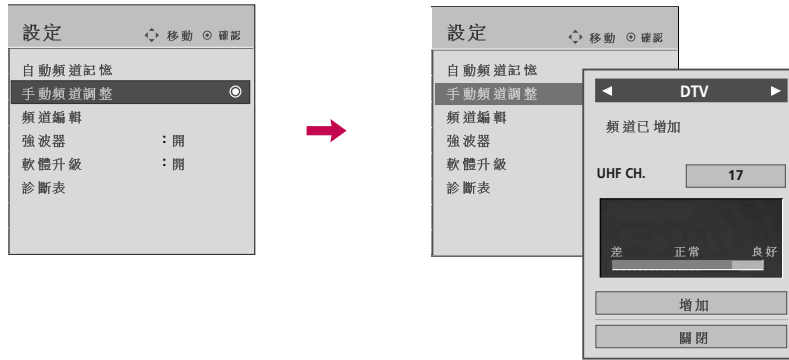 設定 移動 ⊙ 確認
自動頻道記憶
手動頻道調整
頻道編輯
強波器 : 開
軟體升級 : 開
診斷表
設定 移動 ⊙ 確認
自動頻道記憶
手動頻道調整
頻道編輯
強波器
軟體升級
診斷表
◀ DTV ▶
頻道已增加
UHF CH. 17
差 正常 良好
增加
關閉